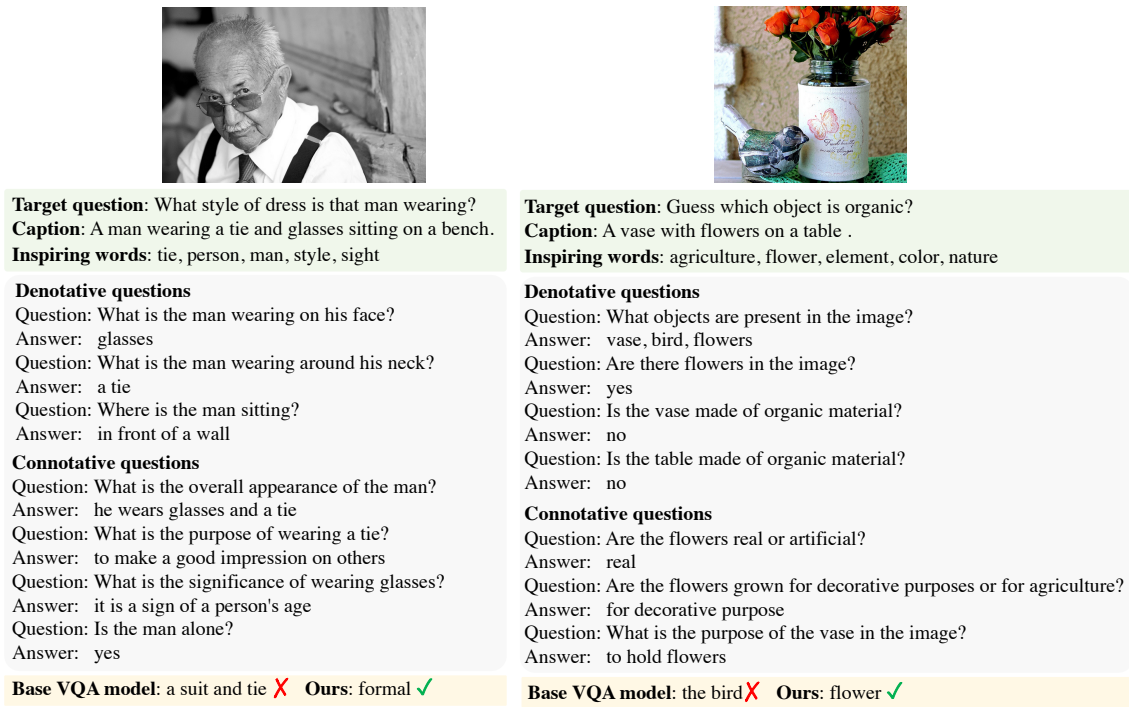 Target question: What style of dress is that man wearing?
Caption: A man wearing a tie and glasses sitting on a bench.
Inspiring words: tie, person, man, style, sight
Denotative questions
Question: What is the man wearing on his face?
Answer: glasses
Question: What is the man wearing around his neck?
Answer: a tie
Question: Where is the man sitting?
Answer: in front of a wall
Connotative questions
Question: What is the overall appearance of the man?
Answer: he wears glasses and a tie
Question: What is the purpose of wearing a tie?
Answer: to make a good impression on others
Question: What is the significance of wearing glasses?
Answer: it is a sign of a person's age
Question: Is the man alone?
Answer: yes
Base VQA model: a suit and tie ✗ Ours: formal ✓
Target question: Guess which object is organic?
Caption: A vase with flowers on a table .
Inspiring words: agriculture, flower, element, color, nature
Denotative questions
Question: What objects are present in the image?
Answer: vase, bird, flowers
Question: Are there flowers in the image?
Answer: yes
Question: Is the vase made of organic material?
Answer: no
Question: Is the table made of organic material?
Answer: no
Connotative questions
Question: Are the flowers real or artificial?
Answer: real
Question: Are the flowers grown for decorative purposes or for agriculture?
Answer: for decorative purpose
Question: What is the purpose of the vase in the image?
Answer: to hold flowers
Base VQA model: the bird ✗ Ours: flower ✓